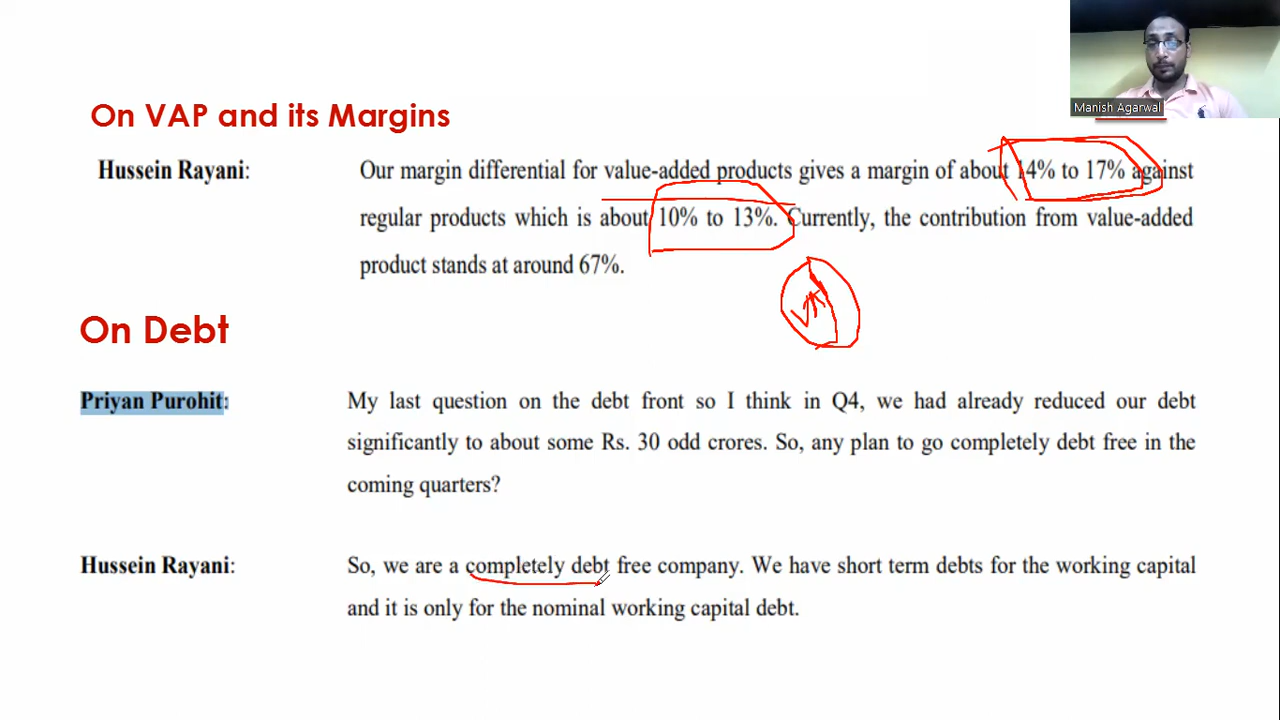 Manish Agarwal
On VAP and its Margins
Hussein Rayani: Our margin differential for value-added products gives a margin of about 14% to 17% against
regular products which is about 10% to 13%. Currently, the contribution from value-added
product stands at around 67%.
On Debt
Priyan Purohit: My last question on the debt front so I think in Q4, we had already reduced our debt
significantly to about some Rs. 30 odd crores. So, any plan to go completely debt free in the
coming quarters?
Hussein Rayani: So, we are a completely debt free company. We have short term debts for the working capital
and it is only for the nominal working capital debt.